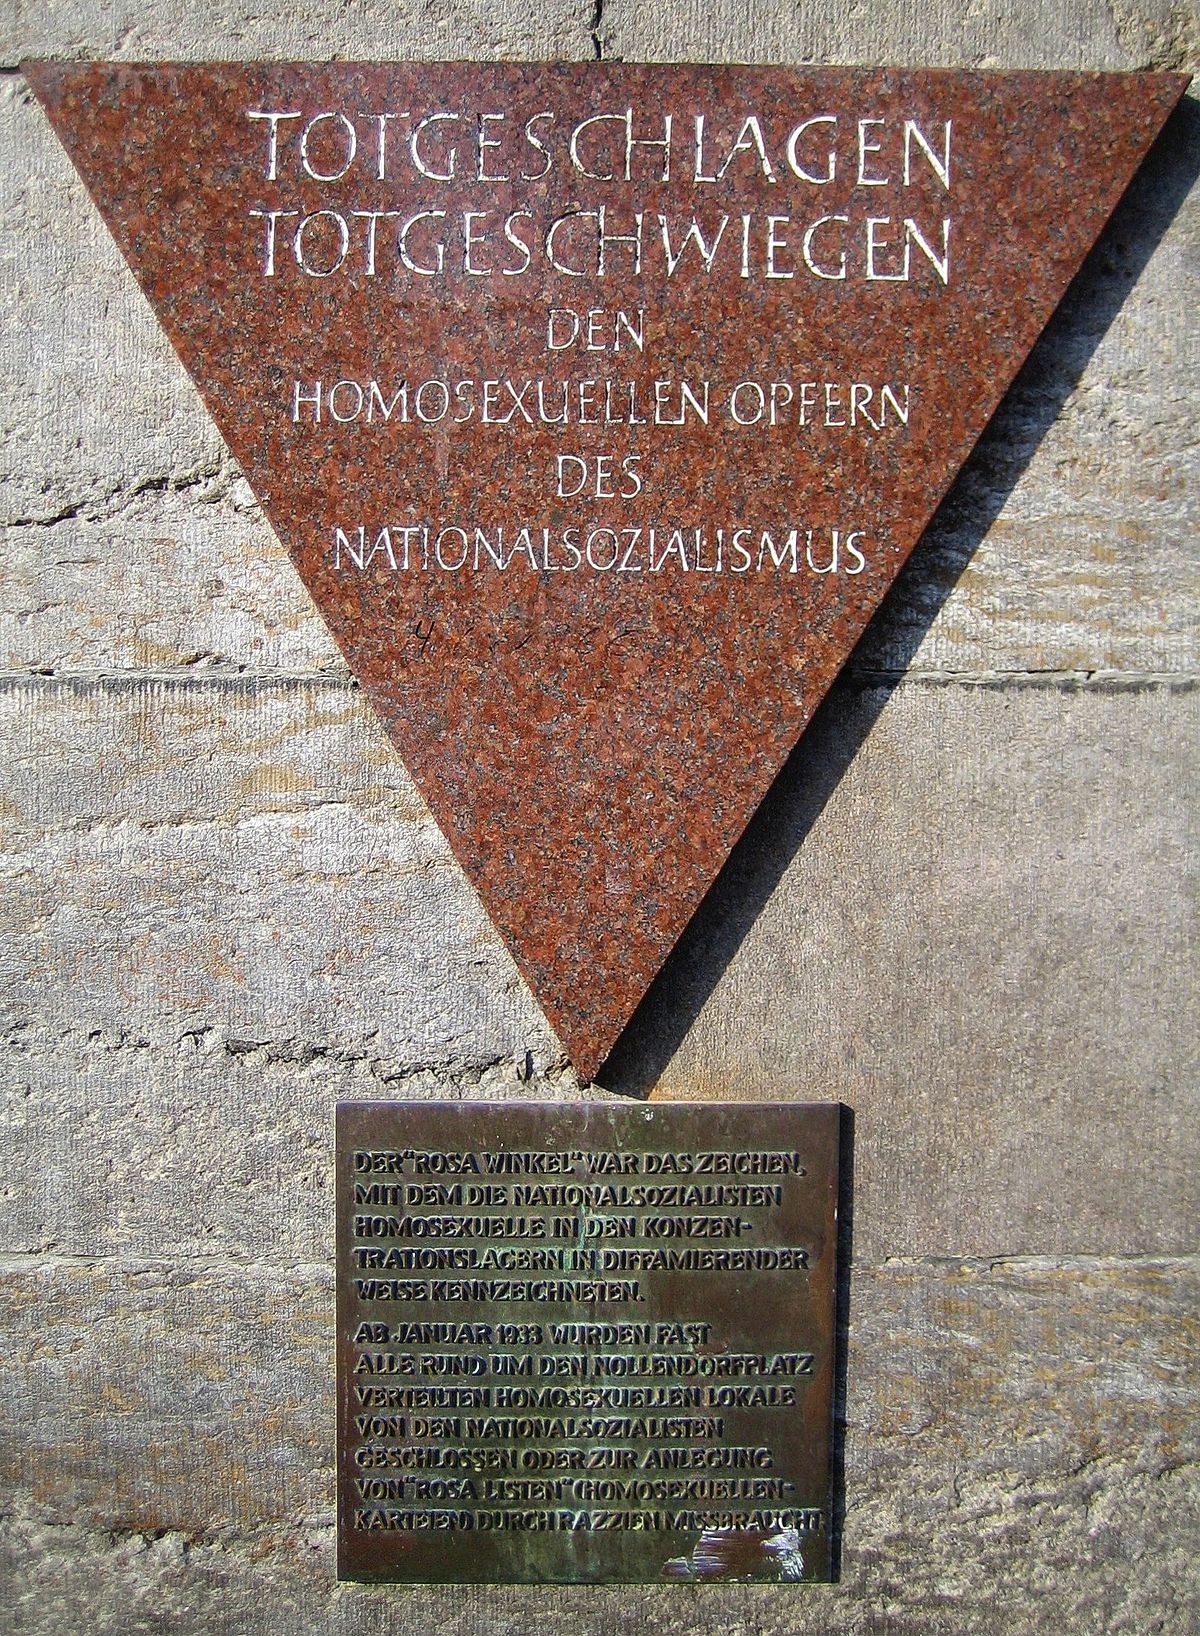 TOTGESCHLAGEN
TOTGESCHWIEGEN
DEN
HOMOSEXUELLEN OPFERN
DES
NATIONALSOZIALISMUS
DER "ROSA WINKEL" WAR DAS ZEICHEN,
MIT DEM DIE NATIONALSOZIALISTEN
HOMOSEXUELLE IN DEN KONZEN-
TRATIONSLAGERN IN DIFFAMIERENDER
WEISE KENNZEICHNETEN.
AB JANUAR 1933 WURDEN FAST
ALLE RUND UM DEN NOLLENDORFPLATZ
VERTEILTEN HOMOSEXUELLEN LOKALE
VON DEN NATIONALSOZIALISTEN
GESCHLOSSEN ODER ZUR ANLEGUNG
VON "ROSA LISTEN" (HOMOSEXUELLEN-
KARTEIEN) DURCH RAZZIEN MISSBRAUCHT.